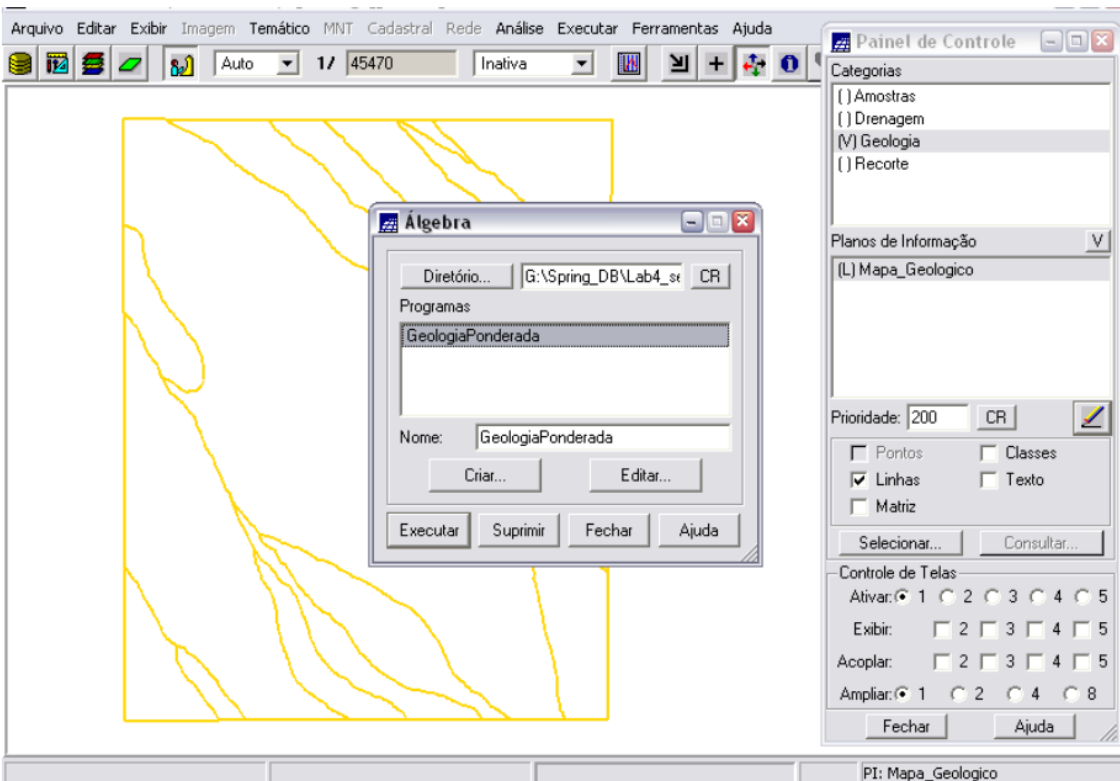 Arquivo Editar Exibir Imagem Temático MNT Cadastral Rede Análise Executar Ferramentas Ajuda
Auto 1/ 45470 Inativa
Álgebra
Diretório... G:\Spring_DB\Lab4_se CR
Programas
GeologiaPonderada
Nome: GeologiaPonderada
Criar... Editar...
Executar Suprimir Fechar Ajuda
Painel de Controle
Categorias
( ) Amostras
( ) Drenagem
(V) Geologia
( ) Recorte
Planos de Informação V
(L) Mapa_Geologico
Prioridade: 200 CR
Pontos Classes
Linhas Texto
Matriz
Selecionar... Consultar...
Controle de Telas
Ativar: 1 2 3 4 5
Exibir: 2 3 4 5
Acoplar: 2 3 4 5
Ampliar: 1 2 4 8
Fechar Ajuda
PI: Mapa_Geologico